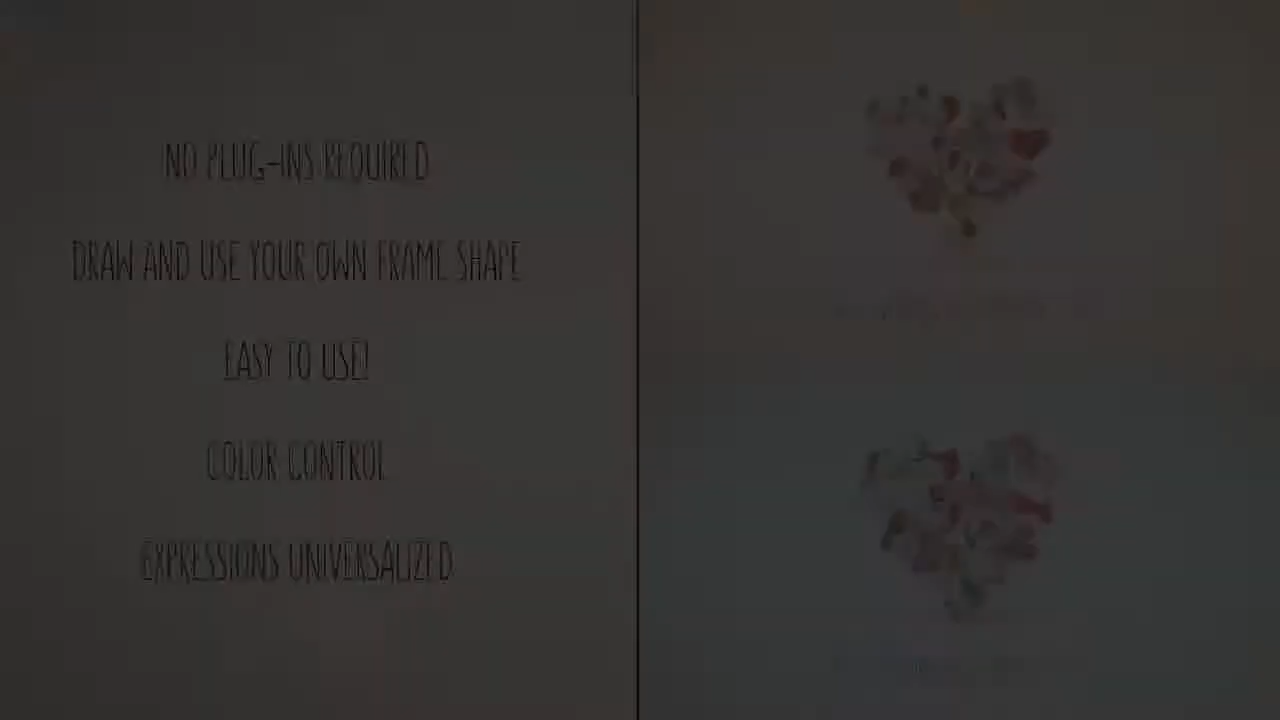 NO PLUG-INS REQUIRED
DRAW AND USE YOUR OWN FRAME SHAPE
EASY TO USE!
COLOR CONTROL
EXPRESSIONS UNIVERSALIZED